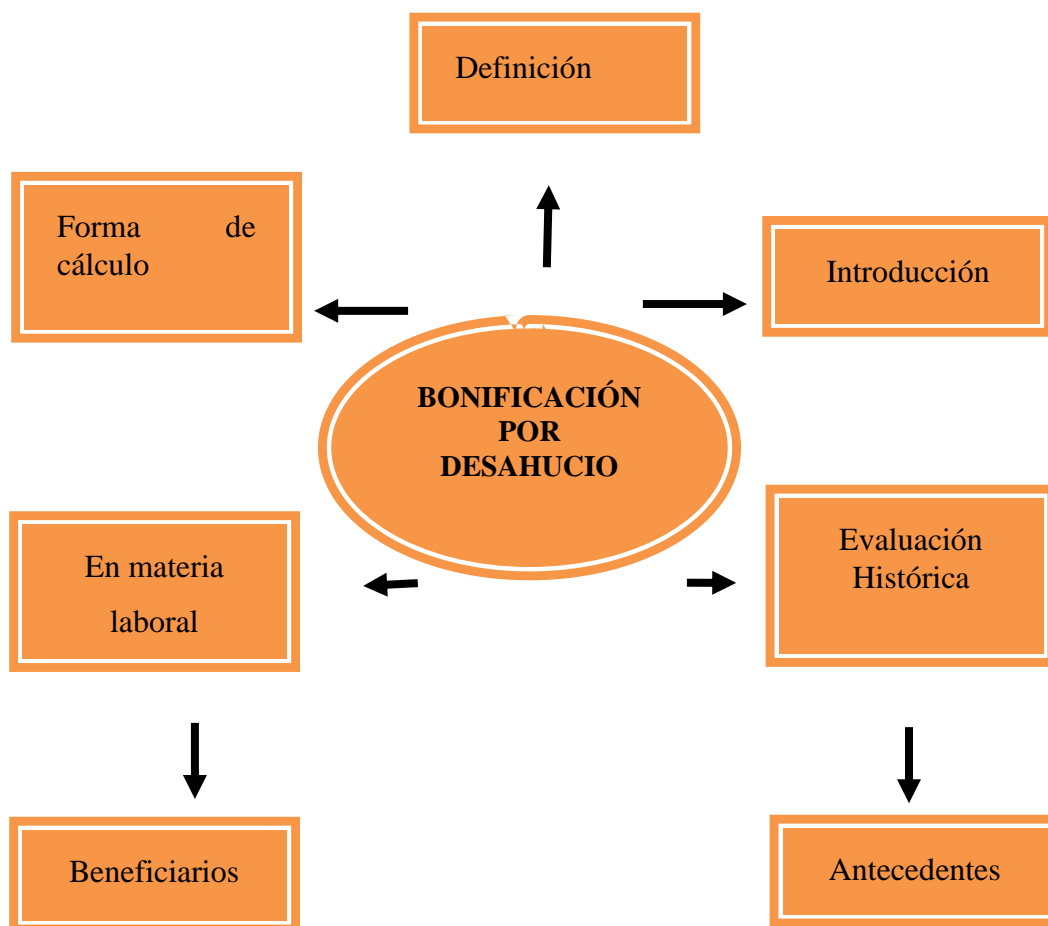 Definición
Forma de
cálculo
Introducción
BONIFICACIÓN
POR
DESAHUCIO
En materia
laboral
Evaluación
Histórica
Beneficiarios
Antecedentes